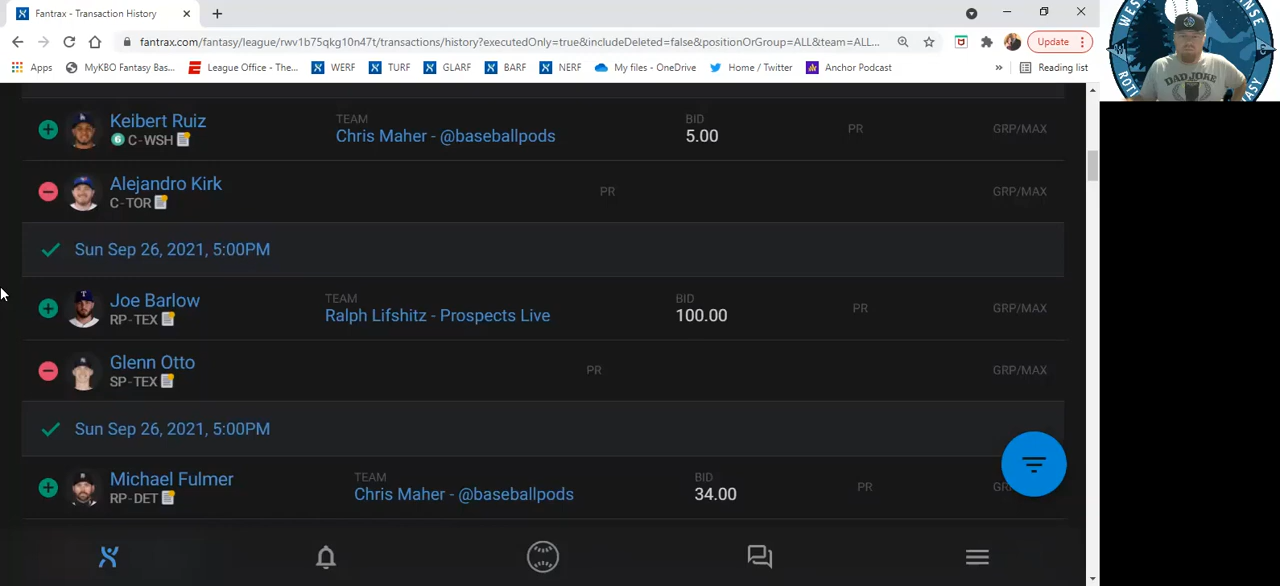 Fantrax - Transaction History
fantrax.com/fantasy/league/rwv1b75qkg10n47t/transactions/history?executedOnly=true&includeDeleted=false&positionOrGroup=ALL&team=ALL...
Update
Apps MyKBO Fantasy Bas... League Office - The... WERF TURF GLARF BARF NERF My files - OneDrive Home / Twitter Anchor Podcast » Reading list
Keibert Ruiz
6 C-WSH
TEAM
Chris Maher - @baseballpods
BID
5.00
PR
GRP/MAX
Alejandro Kirk
C-TOR
PR
GRP/MAX
Sun Sep 26, 2021, 5:00PM
Joe Barlow
RP-TEX
TEAM
Ralph Lifshitz - Prospects Live
BID
100.00
PR
GRP/MAX
Glenn Otto
SP-TEX
PR
GRP/MAX
Sun Sep 26, 2021, 5:00PM
Michael Fulmer
RP-DET
TEAM
Chris Maher - @baseballpods
BID
34.00
PR
DAD JOKE